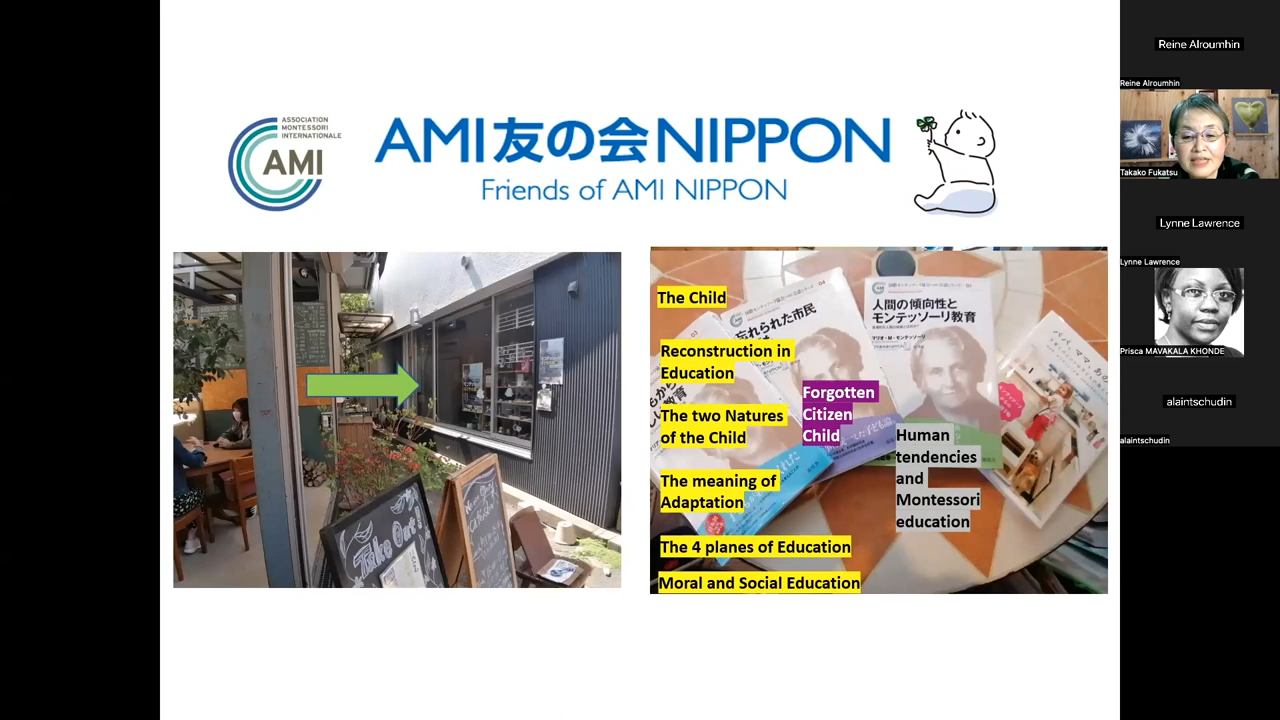 ASSOCIATION
MONTESSORI
INTERNATIONALE
AMI
AMI友の会NIPPON
Friends of AMI NIPPON
Take Out!
The Child
Reconstruction in
Education
The two Natures
of the Child
The meaning of
Adaptation
The 4 planes of Education
Moral and Social Education
忘れられた市民
Forgotten
Citizen
Child
人間の傾向性と
モンテッソーリ教育
Human
tendencies
and
Montessori
education
Reine Alroumhin
Reine Alroumhin
Takako Fukatsu
Lynne Lawrence
Lynne Lawrence
Prisca MAVAKALA KHONDE
alaintschudin
alaintschudin